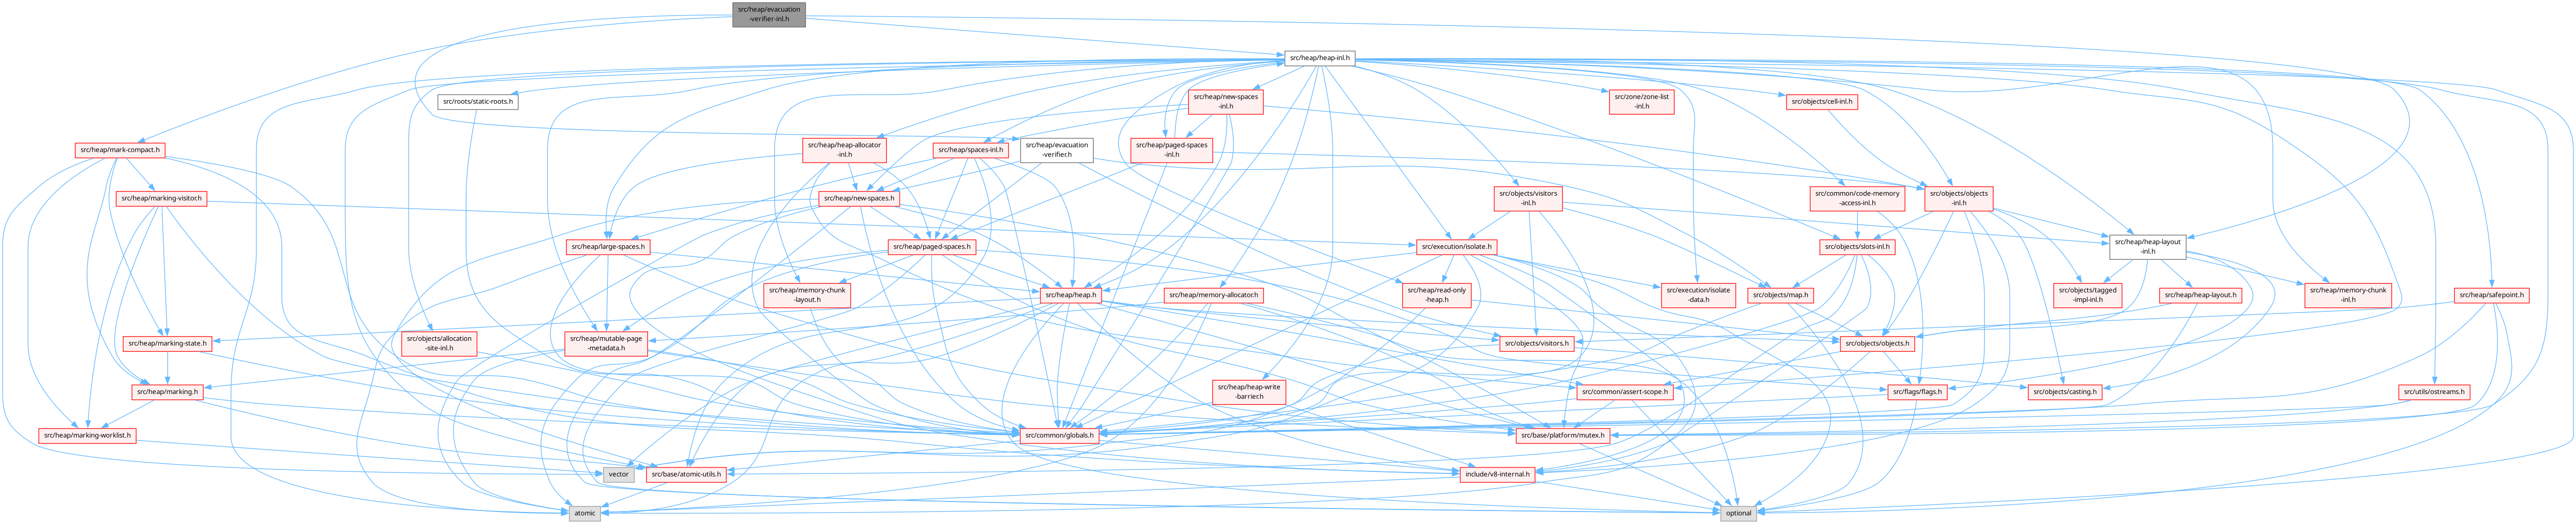 src/heap/evacuation
-verifier-inl.h
src/heap/heap-inl.h
src/roots/static-roots.h
src/heap/new-spaces
-inl.h
src/zone/zone-list
-inl.h
src/objects/cell-inl.h
src/heap/mark-compact.h
src/heap/heap-allocator
-inl.h
src/heap/spaces-inl.h
src/heap/evacuation
-verifier.h
src/heap/paged-spaces
-inl.h
src/heap/marking-visitor.h
src/heap/new-spaces.h
src/objects/visitors
-inl.h
src/common/code-memory
-access-inl.h
src/objects/objects
-inl.h
src/heap/large-spaces.h
src/heap/paged-spaces.h
src/execution/isolate.h
src/objects/slots-inl.h
src/heap/heap-layout
-inl.h
src/heap/memory-chunk
-layout.h
src/heap/heap.h
src/heap/memory-allocator.h
src/heap/read-only
-heap.h
src/execution/isolate
-data.h
src/objects/map.h
src/objects/tagged
-impl-inl.h
src/heap/heap-layout.h
src/heap/memory-chunk
-inl.h
src/heap/safepoint.h
src/heap/marking-state.h
src/objects/allocation
-site-inl.h
src/heap/mutable-page
-metadata.h
src/objects/visitors.h
src/objects/objects.h
src/heap/marking.h
src/heap/heap-write
-barrier.h
src/common/assert-scope.h
src/flags/flags.h
src/objects/casting.h
src/utils/ostreams.h
src/heap/marking-worklist.h
src/common/globals.h
src/base/platform/mutex.h
vector
src/base/atomic-utils.h
include/v8-internal.h
atomic
optional